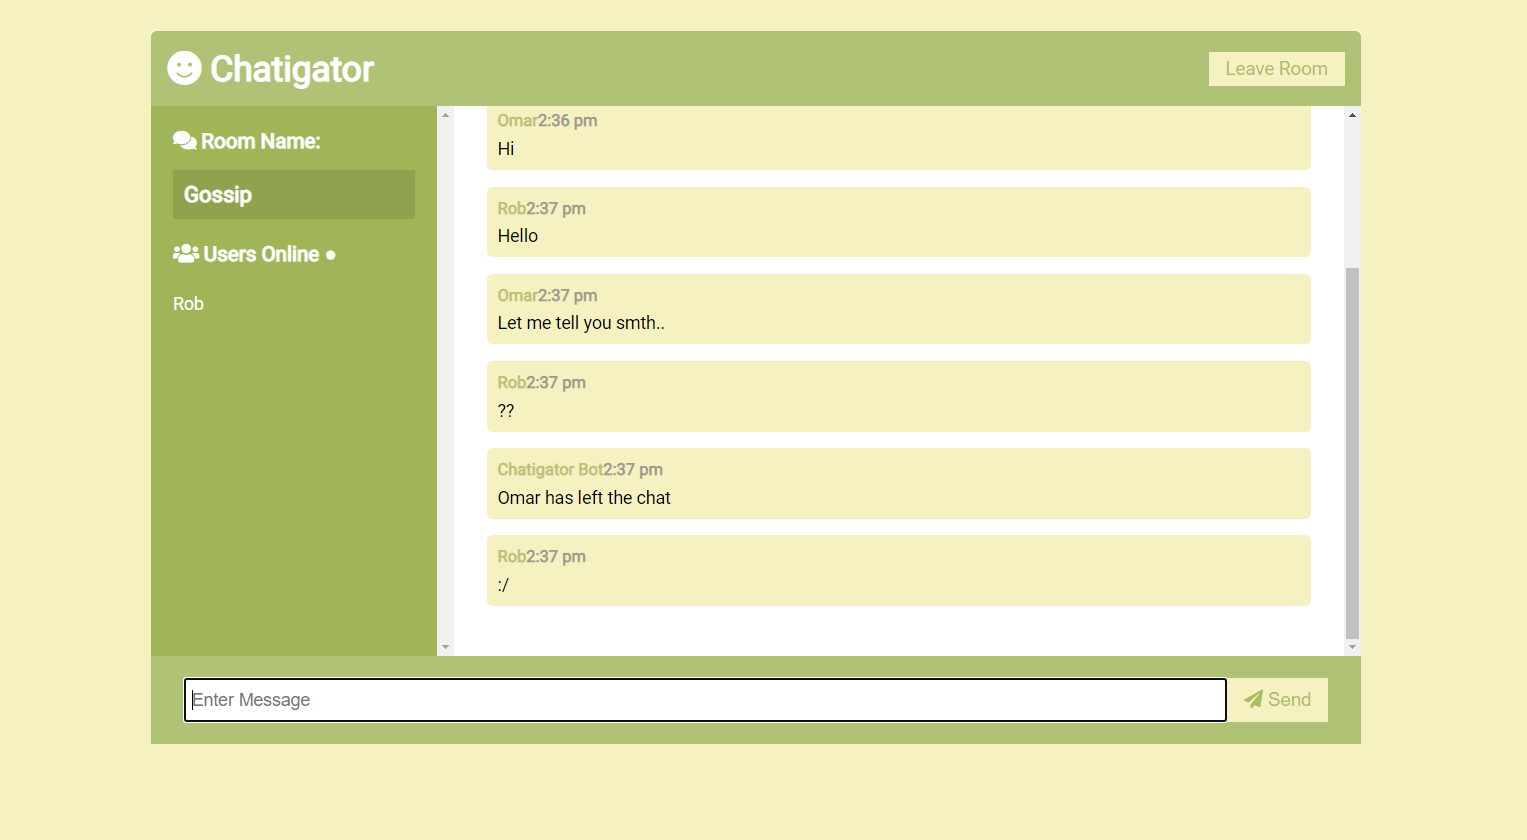 Chatigator
Leave Room
Room Name:
Gossip
Users Online
Rob
Omar2:36 pm
Hi
Rob2:37 pm
Hello
Omar2:37 pm
Let me tell you smth..
Rob2:37 pm
??
Chatigator Bot2:37 pm
Omar has left the chat
Rob2:37 pm
:/
Enter Message
Send